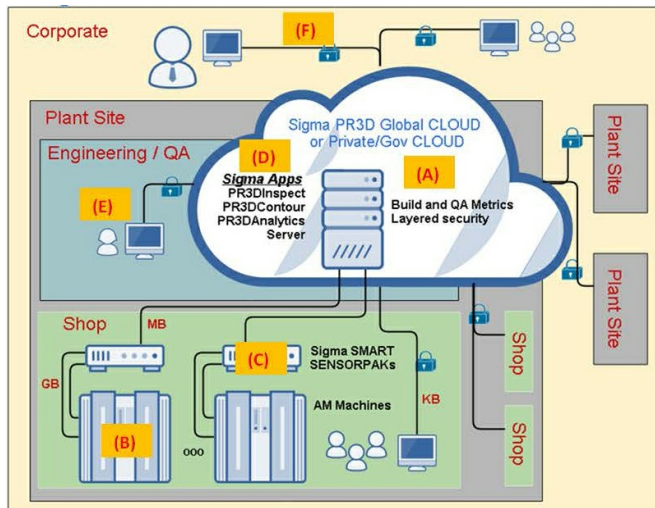 Corporate
(F)
Plant Site
Sigma PR3D Global CLOUD
or Private/Gov CLOUD
Engineering / QA
(D)
(A)
Sigma Apps
PR3DInspect
PR3DContour
PR3DAnalytics
Server
Build and QA Metrics
Layered security
(E)
Plant Site
Plant Site
Shop
MB
(C)
Sigma SMART
SENSORPAKs
GB
KB
AM Machines
(B)
ooo
Shop
Shop